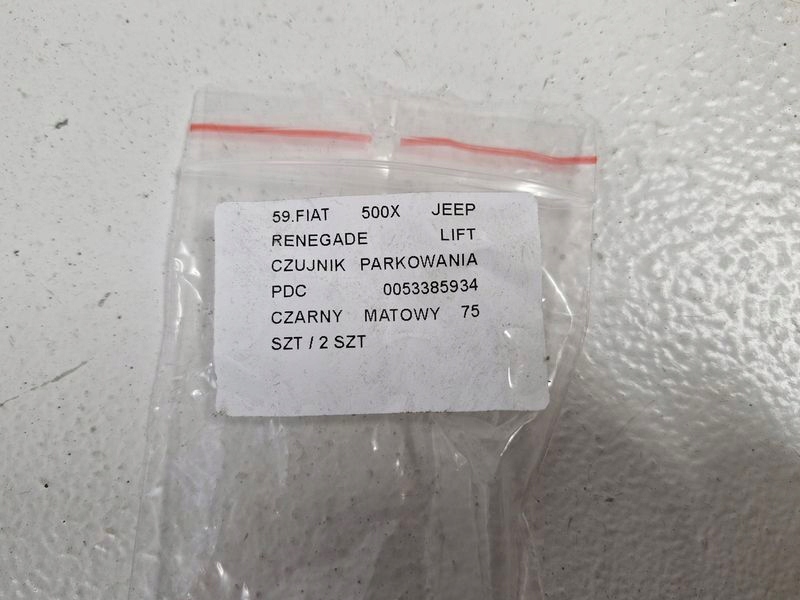 59.FIAT 500X JEEP
RENEGADE LIFT
CZUJNIK PARKOWANIA
PDC 0053385934
CZARNY MATOWY 75
SZT / 2 SZT